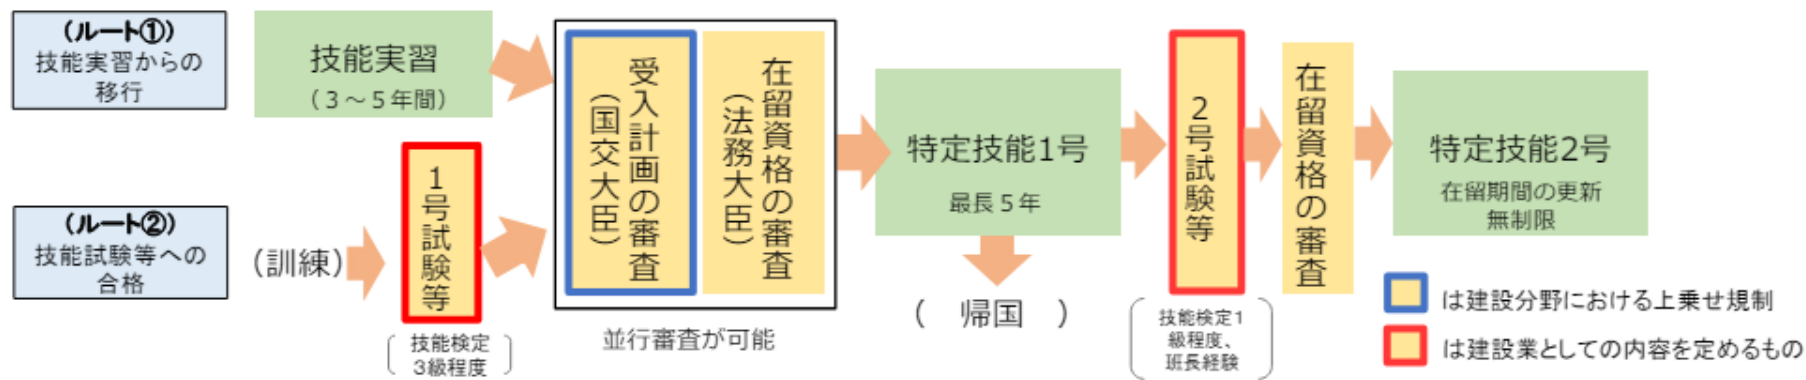 (ルート①)
技能実習からの
移行
技能実習
(3～5年間)
(ルート②)
技能試験等への
合格
(訓練)
1号試験等
技能検定
3級程度
受入計画の審査
(国交大臣)
在留資格の審査
(法務大臣)
並行審査が可能
特定技能1号
最長5年
( 帰国 )
2号試験等
技能検定1
級程度、
班長経験
在留資格の審査
特定技能2号
在留期間の更新
無制限
は建設分野における上乗せ規制
は建設業としての内容を定めるもの